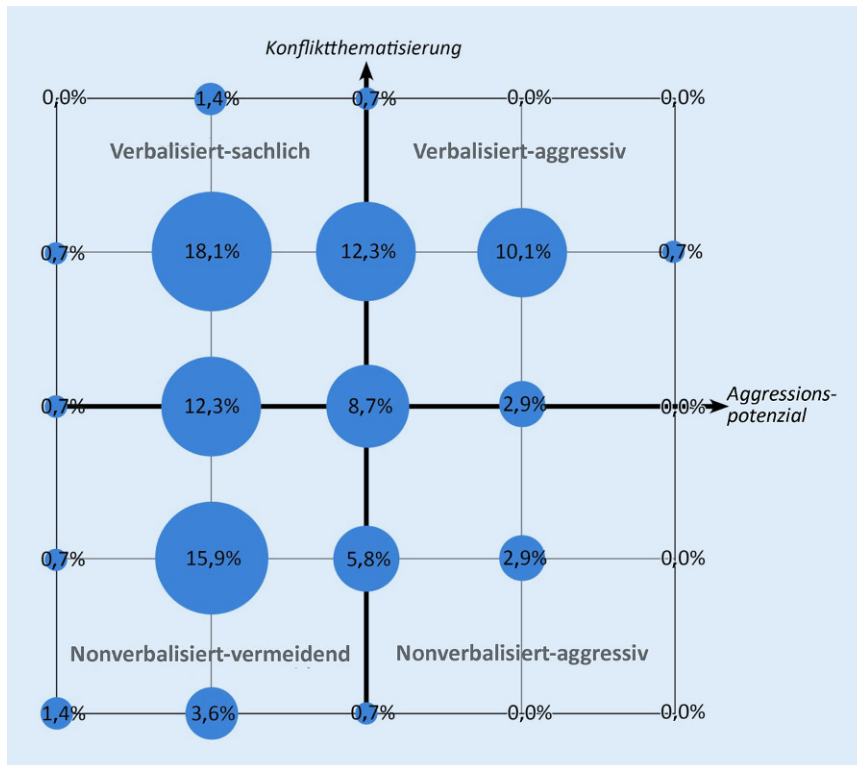 Konfliktthematisierung
0,0% 1,4% 0,7% 0,0% 0,0%
Verbalisiert-sachlich Verbalisiert-aggressiv
0,7% 18,1% 12,3% 10,1% 0,7%
0,7% 12,3% 8,7% 2,9% 0,0% Aggressions-
potenzial
0,7% 15,9% 5,8% 2,9% 0,0%
Nonverbalisiert-vermeidend Nonverbalisiert-aggressiv
1,4% 3,6% 0,7% 0,0% 0,0%